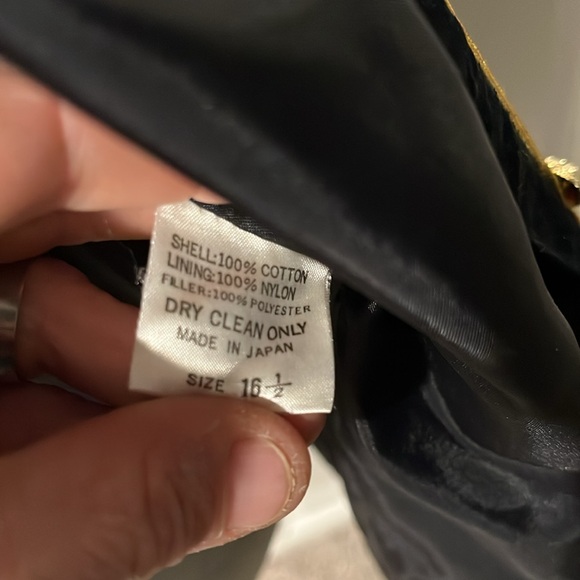 SHELL:100% COTTON
LINING:100% NYLON
FILLER:100% POLYESTER
DRY CLEAN ONLY
MADE IN JAPAN
SIZE 16 1/2